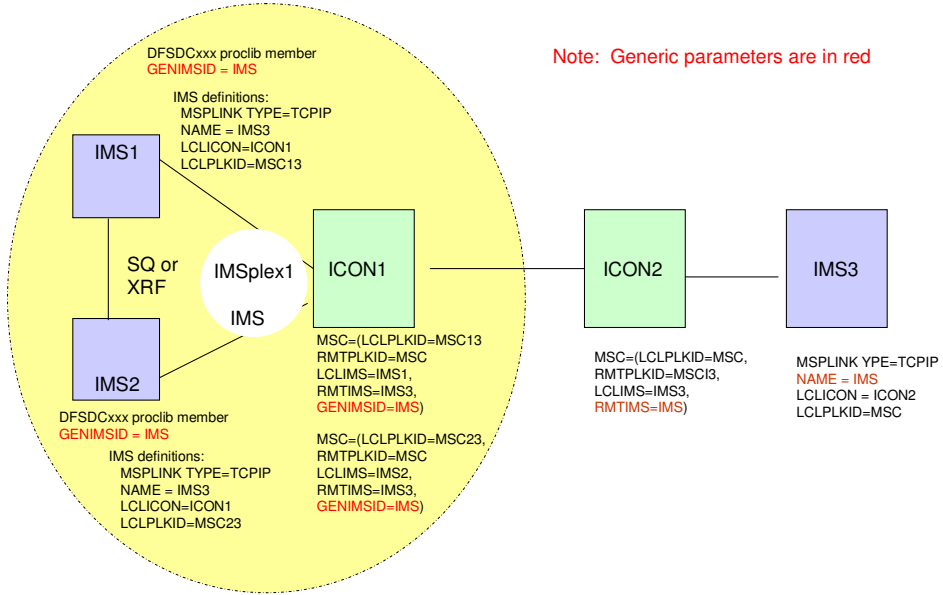 DFSDCxxx proclib member
GENIMSID = IMS
Note:  Generic parameters are in red
IMS definitions:
MSPLINK TYPE=TCPIP
NAME = IMS3
LCLICON=ICON1
LCLPLKID=MSC13
IMS1
SQ or
XRF
IMSplex1
IMS
ICON1
ICON2
IMS3
IMS2
MSC=(LCLPLKID=MSC13
RMTPLKID=MSC
LCLIMS=IMS1,
RMTIMS=IMS3,
GENIMSID=IMS)
MSC=(LCLPLKID=MSC23,
RMTPLKID=MSC
LCLIMS=IMS2,
RMTIMS=IMS3,
GENIMSID=IMS)
MSC=(LCLPLKID=MSC,
RMTPLKID=MSCI3,
LCLIMS=IMS3,
RMTIMS=IMS)
MSPLINK YPE=TCPIP
NAME = IMS
LCLICON = ICON2
LCLPLKID=MSC
DFSDCxxx proclib member
GENIMSID = IMS
IMS definitions:
MSPLINK TYPE=TCPIP
NAME = IMS3
LCLICON=ICON1
LCLPLKID=MSC23